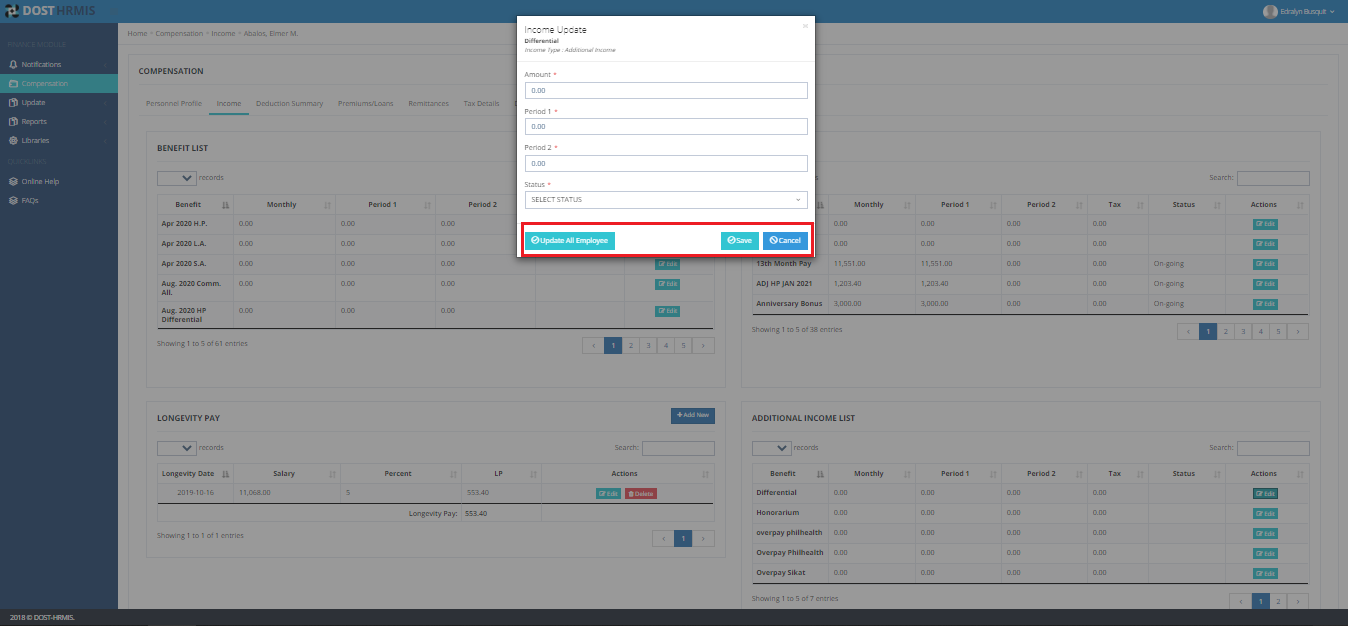 DOST HRMIS
Edralyn Busquit
FINANCE MODULE
Notifications
Compensation
Update
Reports
Libraries
QUICKLINKS
Online Help
FAQs
Home • Compensation • Income • Abalos, Elmer M.
COMPENSATION
Personnel Profile Income Deduction Summary Premiums/Loans Remittances Tax Details
Income Update
×
Differential
Income Type : Additional Income
Amount *
0.00
Period 1 *
0.00
Period 2 *
0.00
Status *
SELECT STATUS
Update All Employee Save Cancel
BENEFIT LIST
records
Benefit Monthly Period 1 Period 2
Apr 2020 H.P. 0.00 0.00 0.00
Apr 2020 L.A. 0.00 0.00 0.00
Apr 2020 S.A. 0.00 0.00 0.00 Edit
Aug. 2020 Comm. All. 0.00 0.00 0.00 Edit
Aug. 2020 HP Differential 0.00 0.00 0.00 Edit
Showing 1 to 5 of 61 entries
‹ 1 2 3 4 5 ›
Search:
Monthly Period 1 Period 2 Tax Status Actions
0.00 0.00 0.00 0.00 Edit
0.00 0.00 0.00 0.00 Edit
13th Month Pay 11,551.00 11,551.00 0.00 0.00 On-going Edit
ADJ HP JAN 2021 1,203.40 1,203.40 0.00 0.00 On-going Edit
Anniversary Bonus 3,000.00 3,000.00 0.00 0.00 On-going Edit
Showing 1 to 5 of 38 entries
‹ 1 2 3 4 5 ›
LONGEVITY PAY
+ Add New
records
Search:
Longevity Date Salary Percent LP Actions
2019-10-16 11,068.00 5 553.40 Edit Delete
Longevity Pay: 553.40
Showing 1 to 1 of 1 entries
‹ 1 ›
ADDITIONAL INCOME LIST
records
Search:
Benefit Monthly Period 1 Period 2 Tax Status Actions
Differential 0.00 0.00 0.00 0.00 Edit
Honorarium 0.00 0.00 0.00 0.00 Edit
overpay philhealth 0.00 0.00 0.00 0.00 Edit
Overpay Philhealth 0.00 0.00 0.00 0.00 Edit
Overpay Sikat 0.00 0.00 0.00 0.00 Edit
Showing 1 to 5 of 7 entries
‹ 1 2 ›
2018 © DOST-HRMIS.